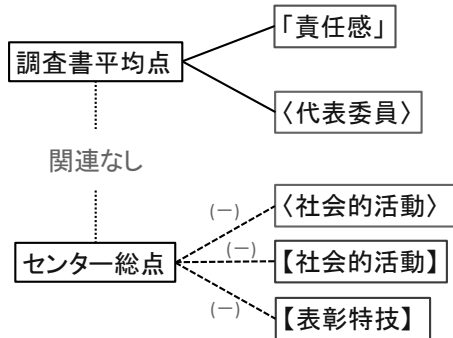 「責任感」
調査書平均点
〈代表委員〉
関連なし
(－)
〈社会的活動〉
(－)
センター総点
【社会的活動】
(－)
【表彰特技】